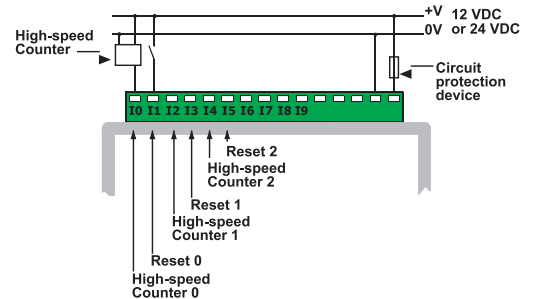 +V 12 VDC
0V or 24 VDC
High-speed
Counter
Circuit
protection
device
I0 I1 I2 I3 I4 I5 I6 I7 I8 I9
Reset 2
High-speed
Counter 2
Reset 1
High-speed
Counter 1
Reset 0
High-speed
Counter 0